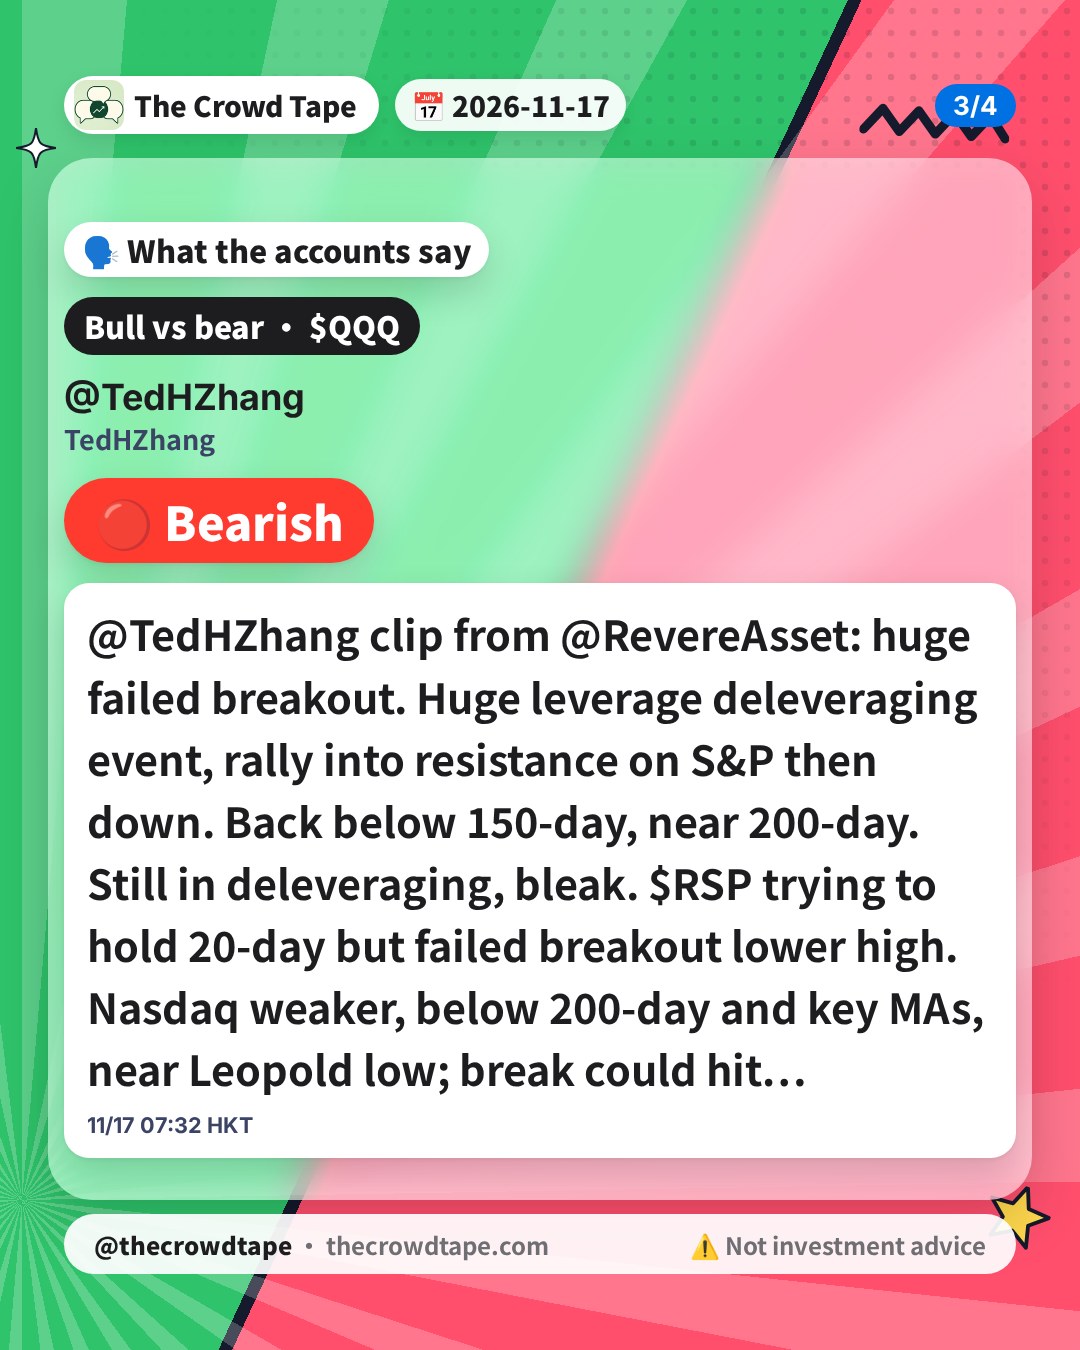 The Crowd Tape
July
17
2026-11-17
3/4
What the accounts say
Bull vs bear • $QQQ
@TedHZhang
TedHZhang
Bearish
@TedHZhang clip from @RevereAsset: huge
failed breakout. Huge leverage deleveraging
event, rally into resistance on S&P then
down. Back below 150-day, near 200-day.
Still in deleveraging, bleak. $RSP trying to
hold 20-day but failed breakout lower high.
Nasdaq weaker, below 200-day and key MAs,
near Leopold low; break could hit…
11/17 07:32 HKT
@thecrowdtape • thecrowdtape.com
Not investment advice